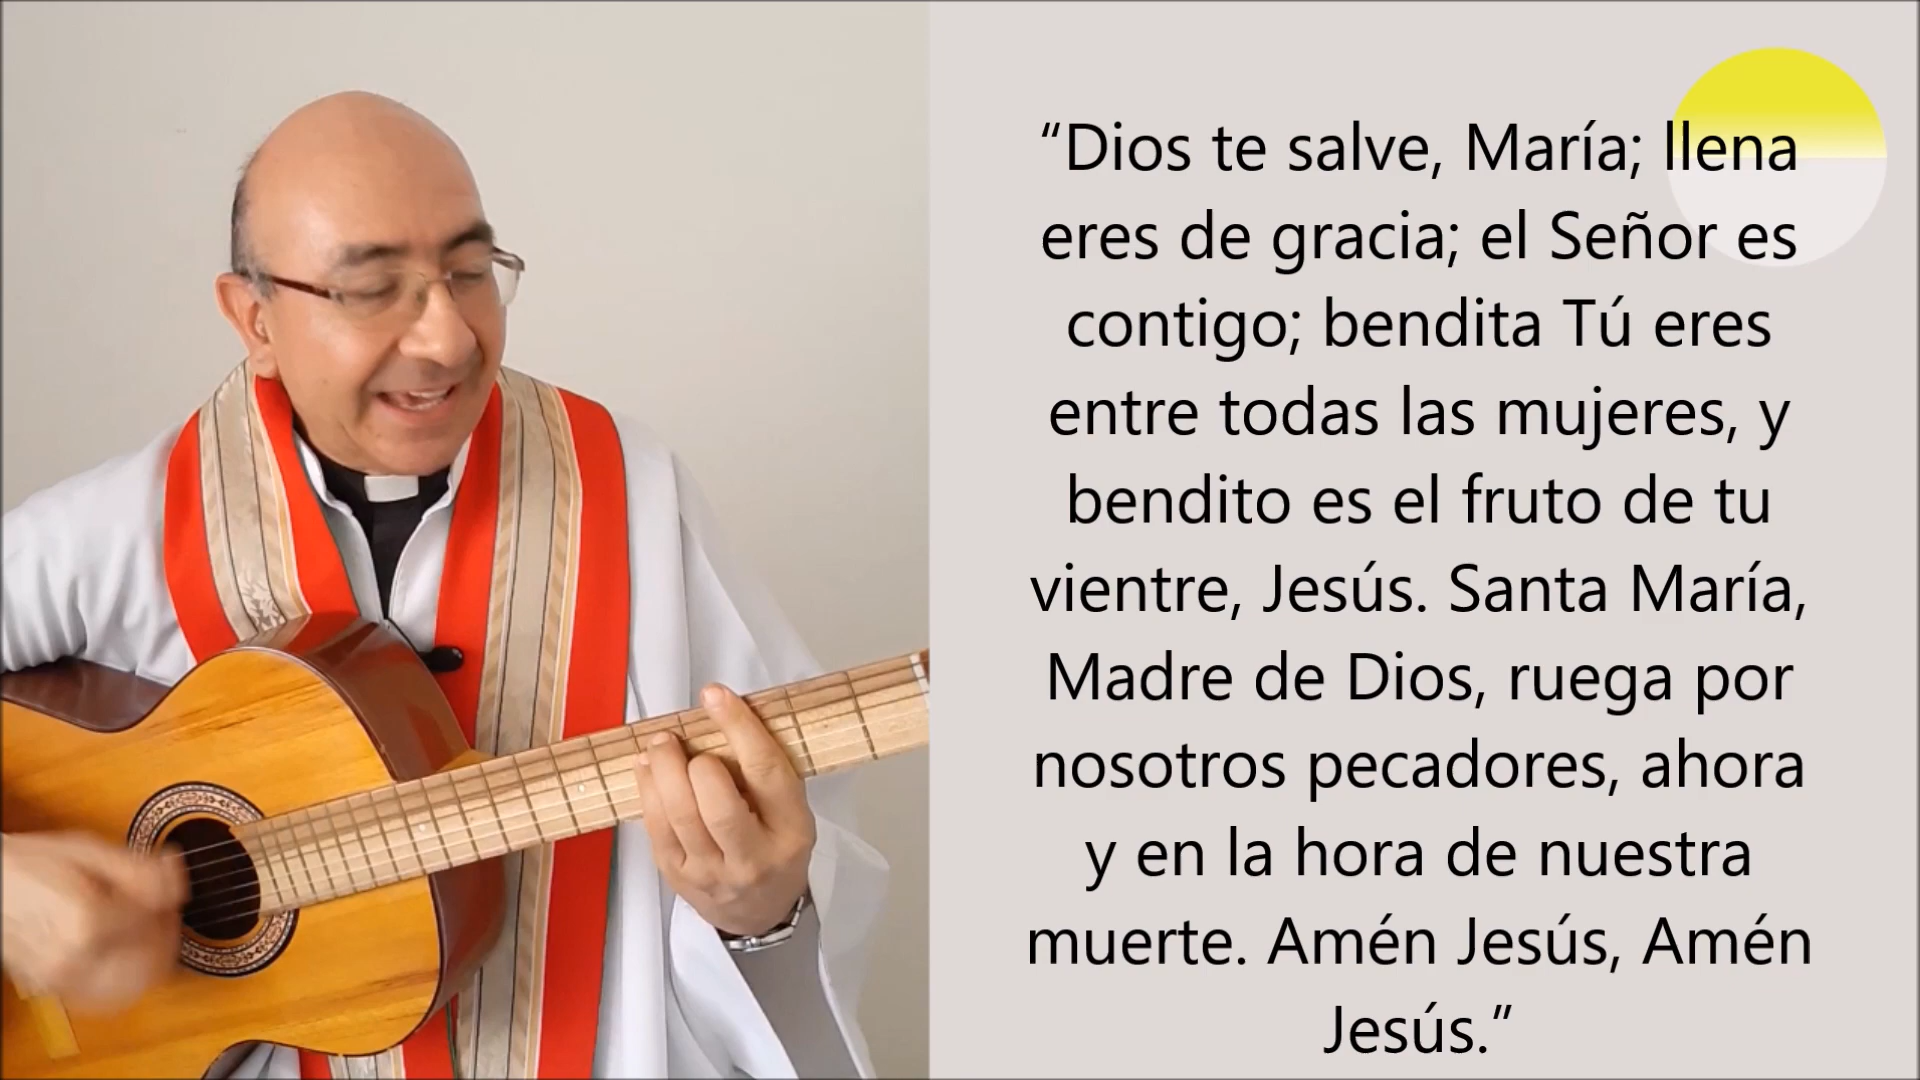 “Dios te salve, María; llena
eres de gracia; el Señor es
contigo; bendita Tú eres
entre todas las mujeres, y
bendito es el fruto de tu
vientre, Jesús. Santa María,
Madre de Dios, ruega por
nosotros pecadores, ahora
y en la hora de nuestra
muerte. Amén Jesús, Amén
Jesús.”